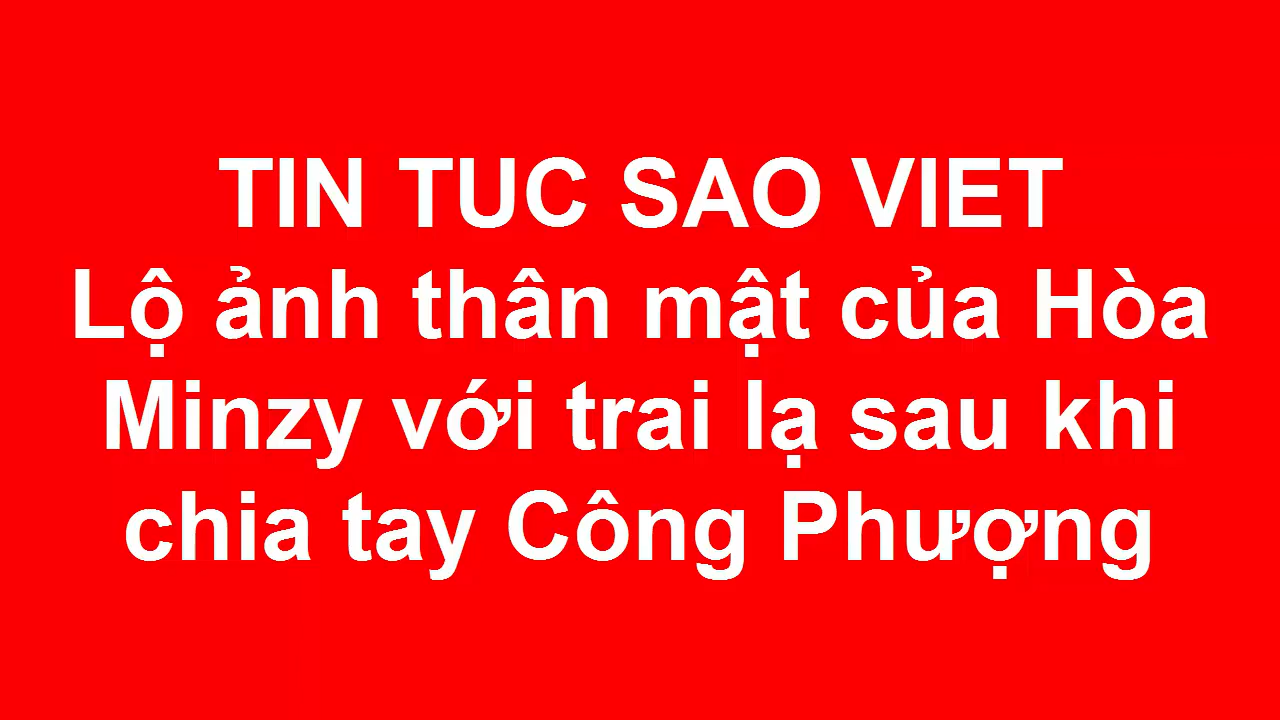 TIN TUC SAO VIET
Lộ ảnh thân mật của Hòa
Minzy với trai lạ sau khi
chia tay Công Phượng